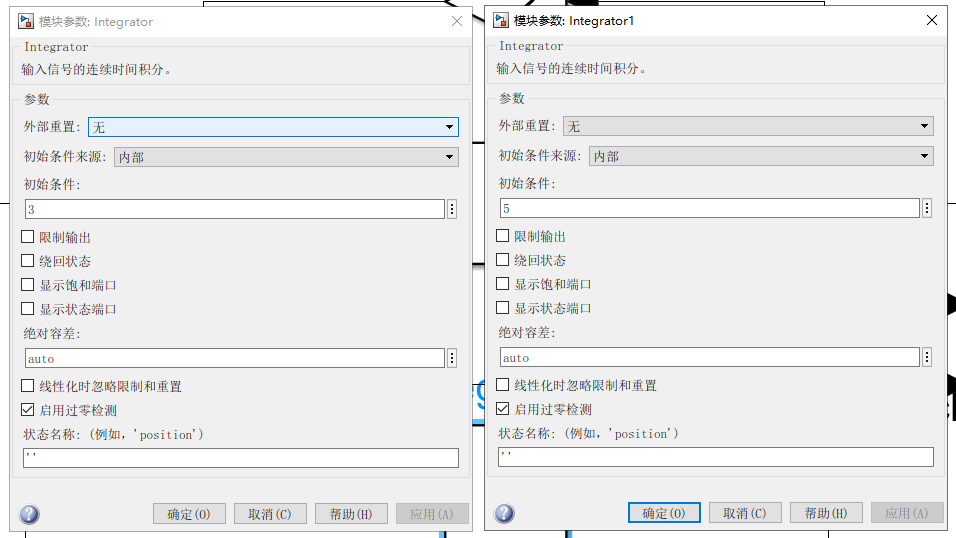 模块参数: Integrator
Integrator
输入信号的连续时间积分。
参数
外部重置: 无
初始条件来源: 内部
初始条件:
3
限制输出
绕回状态
显示饱和端口
显示状态端口
绝对容差:
auto
线性化时忽略限制和重置
启用过零检测
状态名称: (例如, 'position')
''
确定(O) 取消(C) 帮助(H) 应用(A)
模块参数: Integrator1
Integrator
输入信号的连续时间积分。
参数
外部重置: 无
初始条件来源: 内部
初始条件:
5
限制输出
绕回状态
显示饱和端口
显示状态端口
绝对容差:
auto
线性化时忽略限制和重置
启用过零检测
状态名称: (例如, 'position')
''
确定(O) 取消(C) 帮助(H) 应用(A)